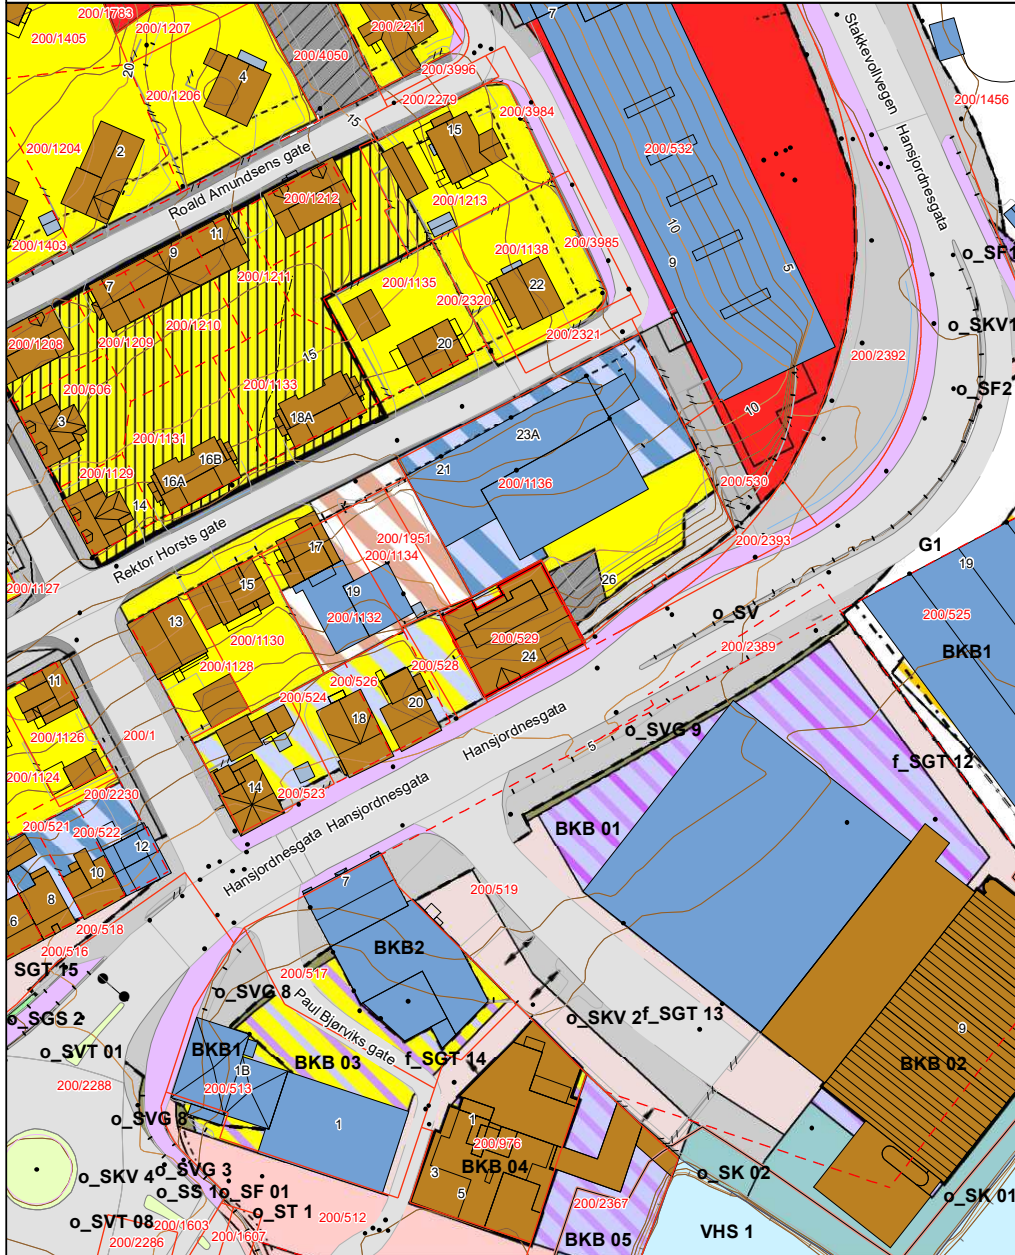 200/1783
200/1207
200/1405
200/2211
7
200/4050
20
4
200/3996
200/1206
200/2279
Stakkevollvegen
200/1456
200/3984
15
15
2
200/1204
Roald Amundsens gate
200/532
Hansjordnesgata
200/1212
200/1213
200/1403
11
10
200/3985
9
200/1138
o_SF1
9
5
7
200/1211
200/1135
22
200/2320
o_SKV1
200/1210
200/1208
200/1209
200/2321
20
15
200/2392
200/606
200/1133
o_SF2
10
3
18A
23A
200/1131
16B
21
200/1129
16A
200/1136
200/530
14
200/1951
200/2393
G1
Rektor Horsts gate
17
200/1134
19
200/1127
15
26
19
o_SV
200/525
13
200/1132
200/529
200/1130
200/2389
BKB1
24
200/528
200/1128
200/526
11
200/524
20
18
200/1126
200/1
Hansjordnesgata
o_SVG 9
5
f_SGT 12
200/1124
14
200/2230
200/523
Hansjordnesgata
200/521
200/522
BKB 01
12
Hansjordnesgata
10
7
200/519
8
6
200/518
200/516
BKB2
SGT 15
200/517
o_SVG 8
o_SGS 2
Paul Bjørviks gate
o_SKV 2
f_SGT 13
9
o_SVT 01
BKB1
BKB 03
f_SGT 14
BKB 02
1B
200/2288
200/513
o_SVG 8
1
1
200/976
o_SKV 4
o_SVG 3
3
BKB 04
o_SK 02
o_SS 1
o_SF 01
5
o_SK 01
200/2367
o_ST 1
200/512
o_SVT 08
200/1603
200/2286
200/1607
BKB 05
VHS 1